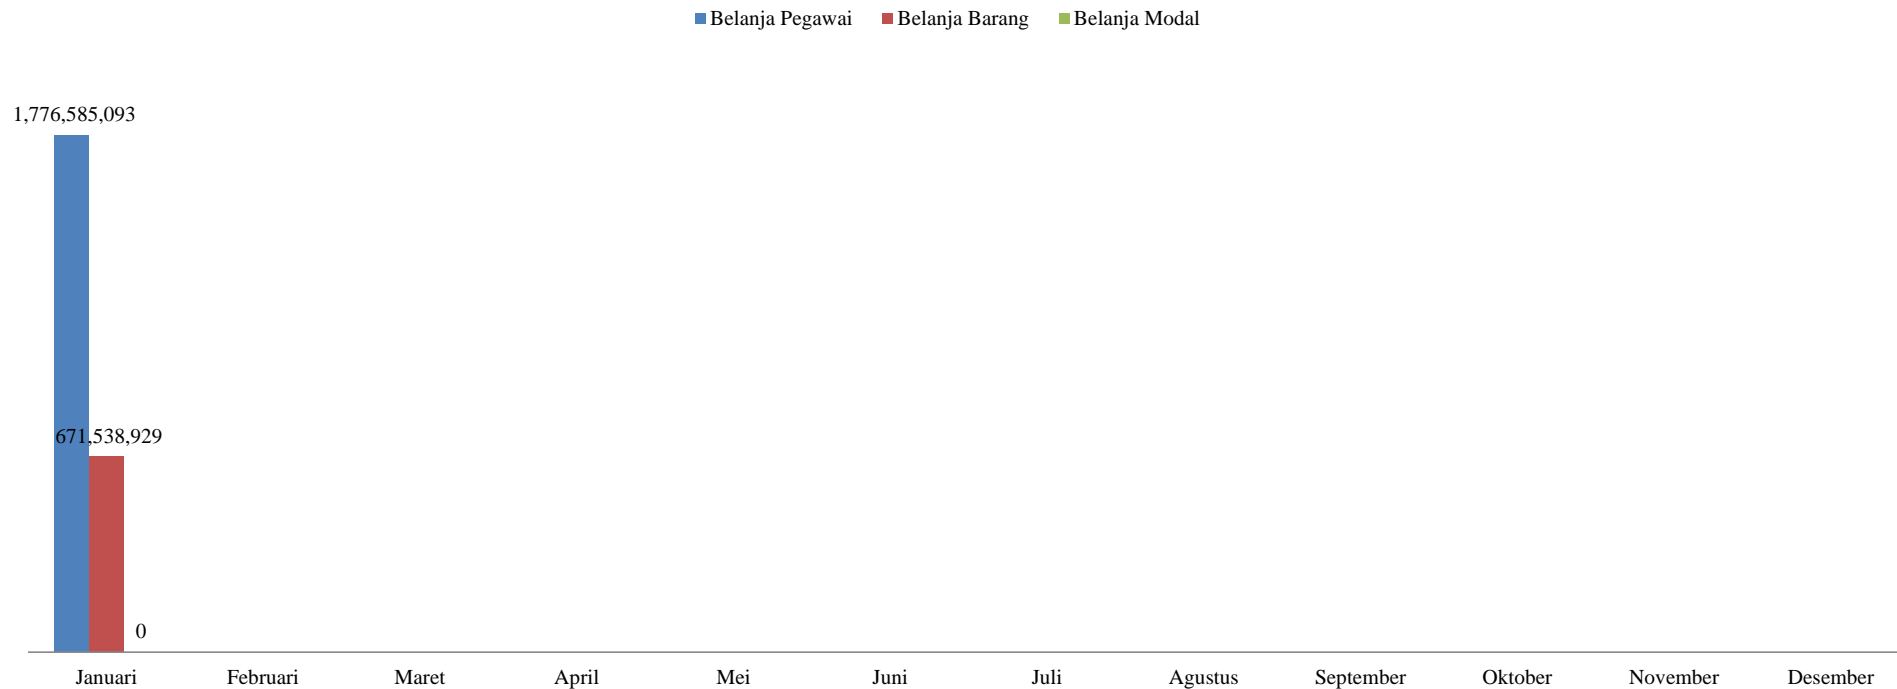 Belanja Pegawai Belanja Barang Belanja Modal
1,776,585,093
671,538,929
0
Januari Februari Maret April Mei Juni Juli Agustus September Oktober November Desember